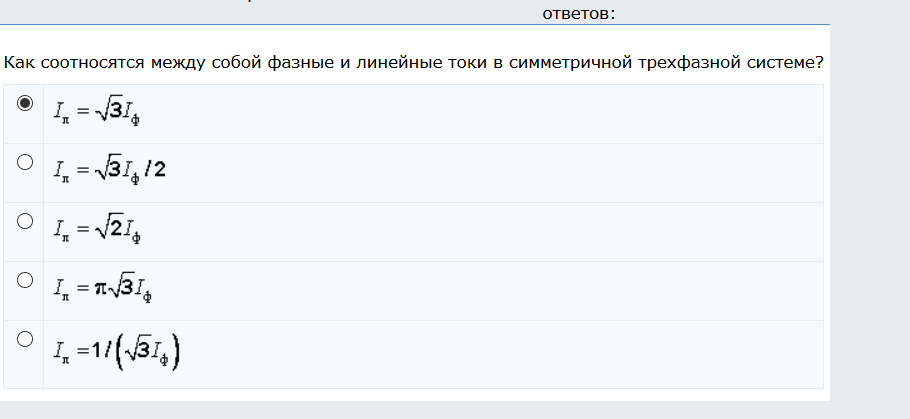 ответов:
Как соотносятся между собой фазные и линейные токи в симметричной трехфазной системе?
Iл = √3Iф
Iл = √3Iф/2
Iл = √2Iф
Iл = π√3Iф
Iл =1/(√3Iф)